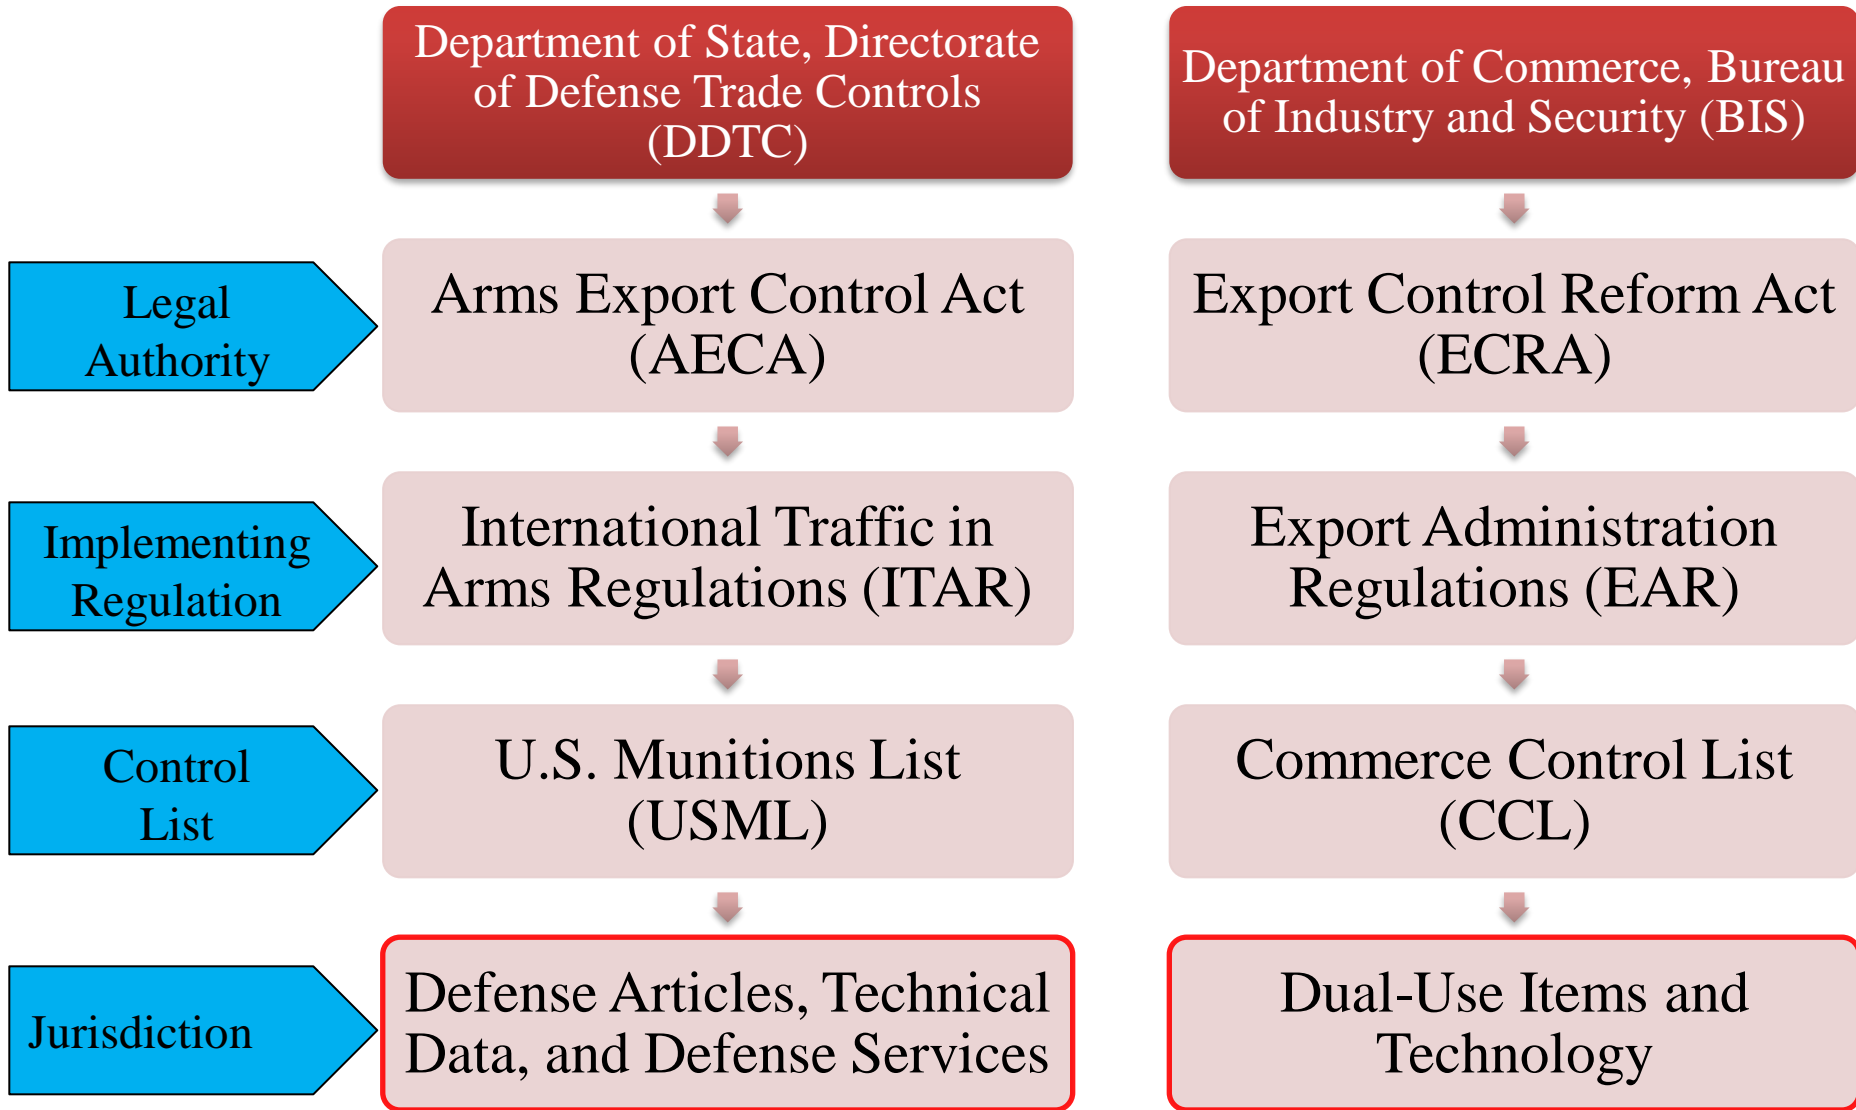 Department of State, Directorate
of Defense Trade Controls
(DDTC)
Department of Commerce, Bureau
of Industry and Security (BIS)
Legal
Authority
Arms Export Control Act
(AECA)
Export Control Reform Act
(ECRA)
Implementing
Regulation
International Traffic in
Arms Regulations (ITAR)
Export Administration
Regulations (EAR)
Control
List
U.S. Munitions List
(USML)
Commerce Control List
(CCL)
Jurisdiction
Defense Articles, Technical
Data, and Defense Services
Dual-Use Items and
Technology